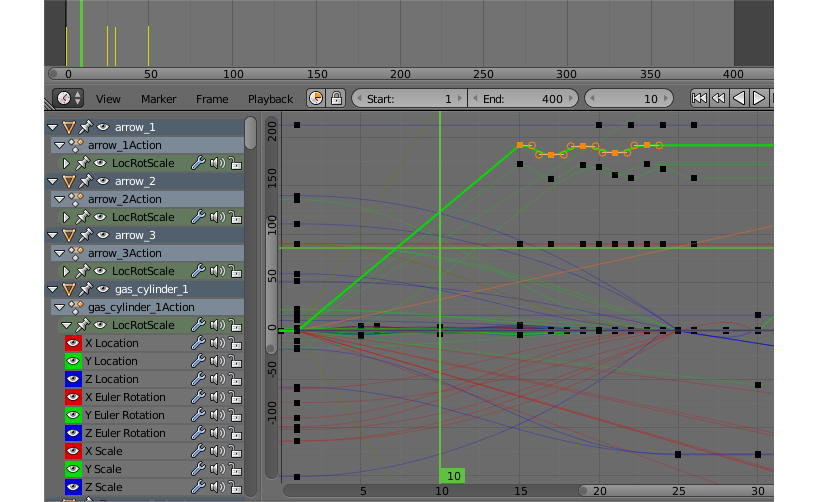 0 50 100 150 200 250 300 350 400
View Marker Frame Playback Start: 1 End: 400 10
arrow_1
arrow_1Action
LocRotScale
arrow_2
arrow_2Action
LocRotScale
arrow_3
arrow_3Action
LocRotScale
gas_cylinder_1
gas_cylinder_1Action
LocRotScale
X Location
Y Location
Z Location
X Euler Rotation
Y Euler Rotation
Z Euler Rotation
X Scale
Y Scale
Z Scale
200
150
100
50
0
-50
-100
10
5 10 15 20 25 30